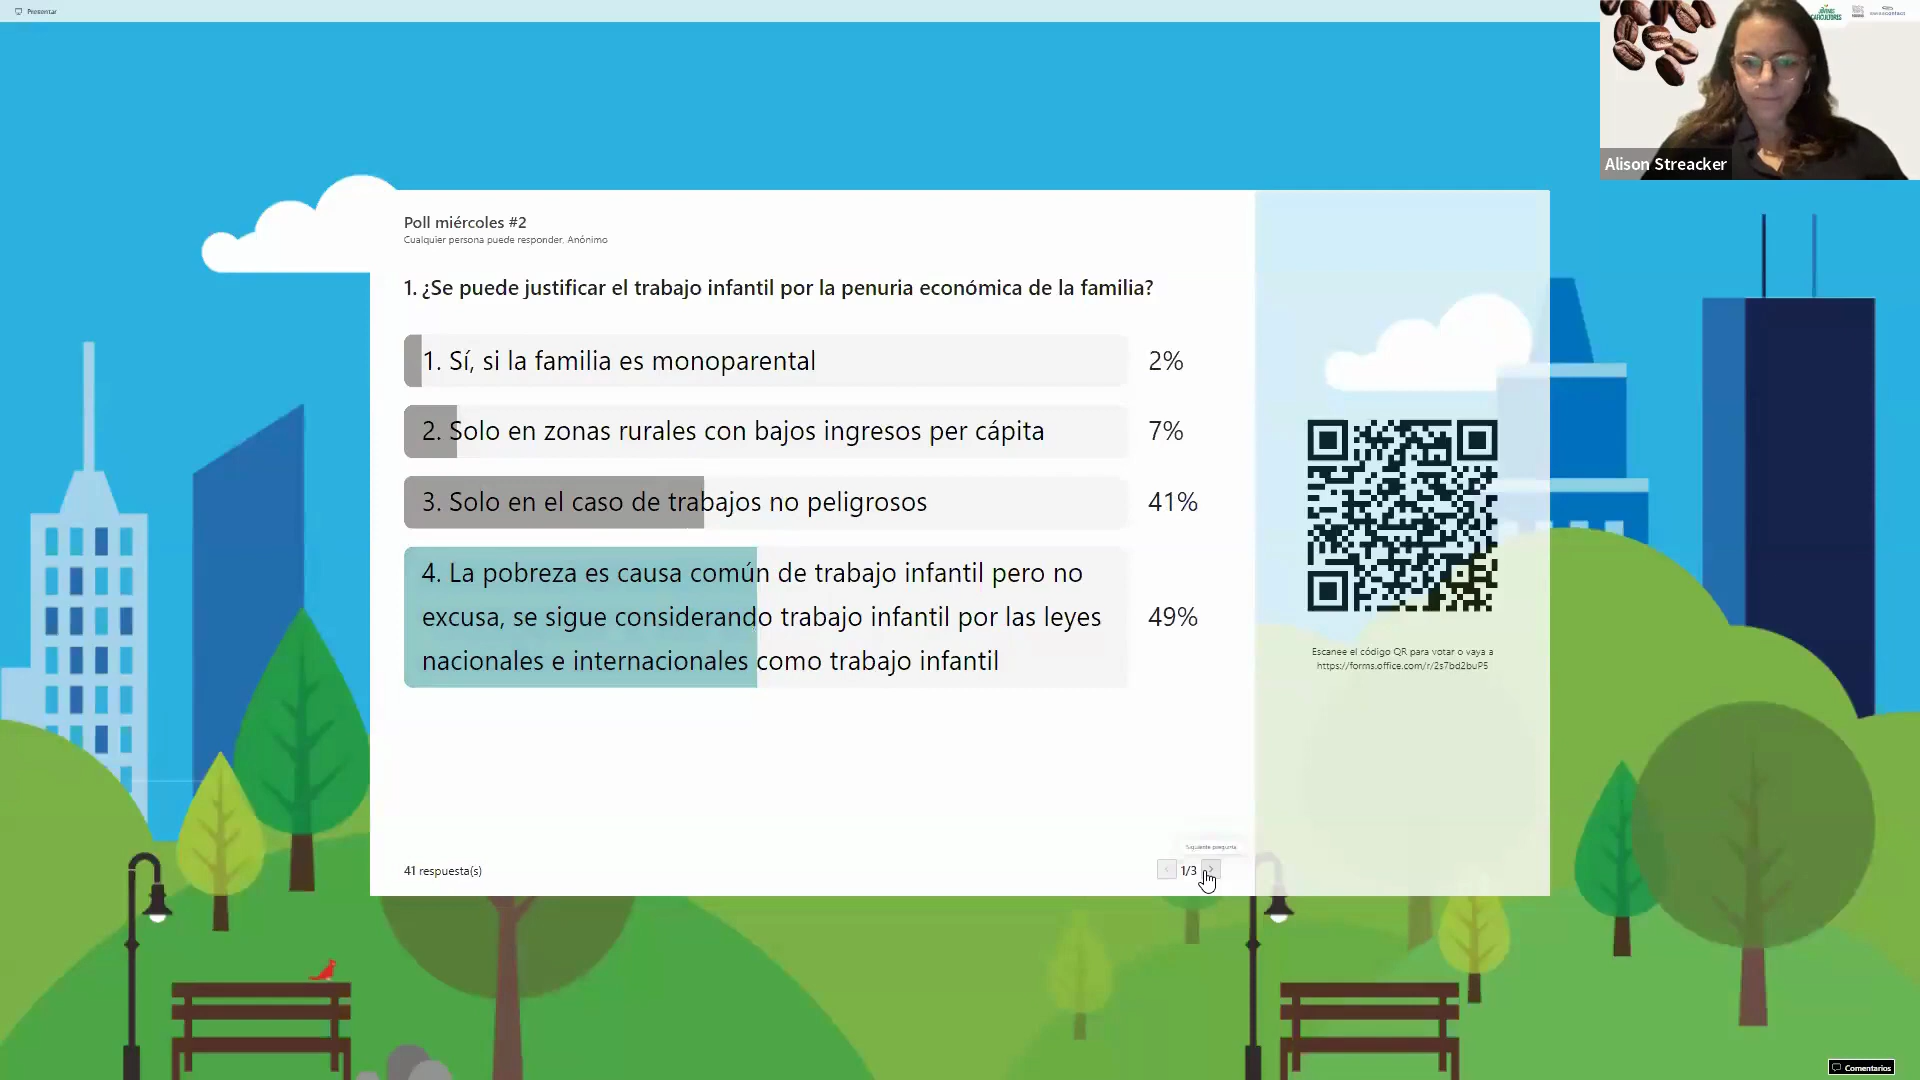 Presentar
JÓVENES
CAFICULTORES
swisscontact
Alison Streacker
Poll miércoles #2
Cualquier persona puede responder, Anónimo
1. ¿Se puede justificar el trabajo infantil por la penuria económica de la familia?
1. Sí, si la familia es monoparental
2%
2. Solo en zonas rurales con bajos ingresos per cápita
7%
3. Solo en el caso de trabajos no peligrosos
41%
4. La pobreza es causa común de trabajo infantil pero no
excusa, se sigue considerando trabajo infantil por las leyes
nacionales e internacionales como trabajo infantil
49%
Escanee el código QR para votar o vaya a
https://forms.office.com/r/2s7bd2buP5
Siguiente pregunta
41 respuesta(s)
1/3
Comentarios